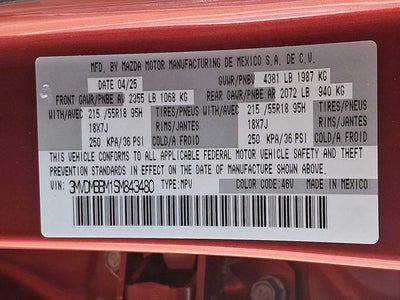 MFD. BY MAZDA MOTOR MANUFACTURING DE MEXICO S.A. DE C.V.
DATE 04/25 GVWR/PNBV 4381 LB 1987 KG
FRONT GAWR/PNBE AV 2355 LB 1068 KG REAR GAWR/PNBE AR 2072 LB 940 KG
WITH/AVEC 215 /55R18 95H TIRES/PNEUS WITH/AVEC 215 /55R18 95H TIRES/PNEUS
18X7J RIMS/JANTES 18X7J RIMS/JANTES
250 KPA/36 PSI COLD/A FROID 250 KPA/36 PSI COLD/A FROID
THIS VEHICLE CONFORMS TO ALL APPLICABLE FEDERAL MOTOR VEHICLE SAFETY AND THEFT
PREVENTION STANDARDS IN EFFECT ON THE DATE OF MANUFACTURE SHOWN ABOVE.
VIN: 3MVDMBBM1SM843480 TYPE:MPV COLOR CODE:46V MADE IN MEXICO